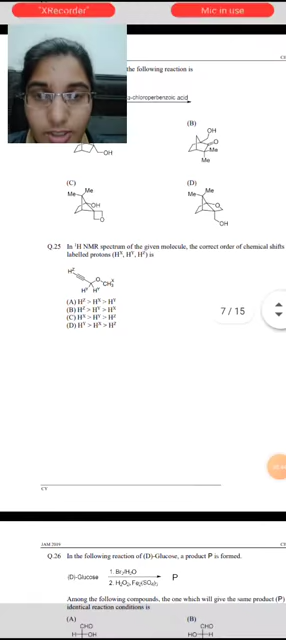 "XRecorder"
Mic in use
the following reaction is
CY
3-chloroperbenzoic acid
(B)
OH
O
Me
Me
OH
(C)
Me
Me
OH
O
(D)
Me
Me
O
OH
Q.25 In ¹H NMR spectrum of the given molecule, the correct order of chemical shifts
labelled protons (Hˣ, Hʸ, Hᶻ) is
Hᶻ
O
CH₃ˣ
Hʸ Hʸ
(A) Hᶻ > Hˣ > Hʸ
(B) Hᶻ > Hʸ > Hˣ
(C) Hˣ > Hʸ > Hᶻ
(D) Hʸ > Hˣ > Hᶻ
7 / 15
CY
JAM 2019
Q.26 In the following reaction of (D)-Glucose, a product P is formed.
(D)-Glucose
1. Br₂/H₂O
2. H₂O₂, Fe₂(SO₄)₃
P
Among the following compounds, the one which will give the same product (P)
identical reaction conditions is
(A)
CHO
H OH
(B)
CHO
HO H